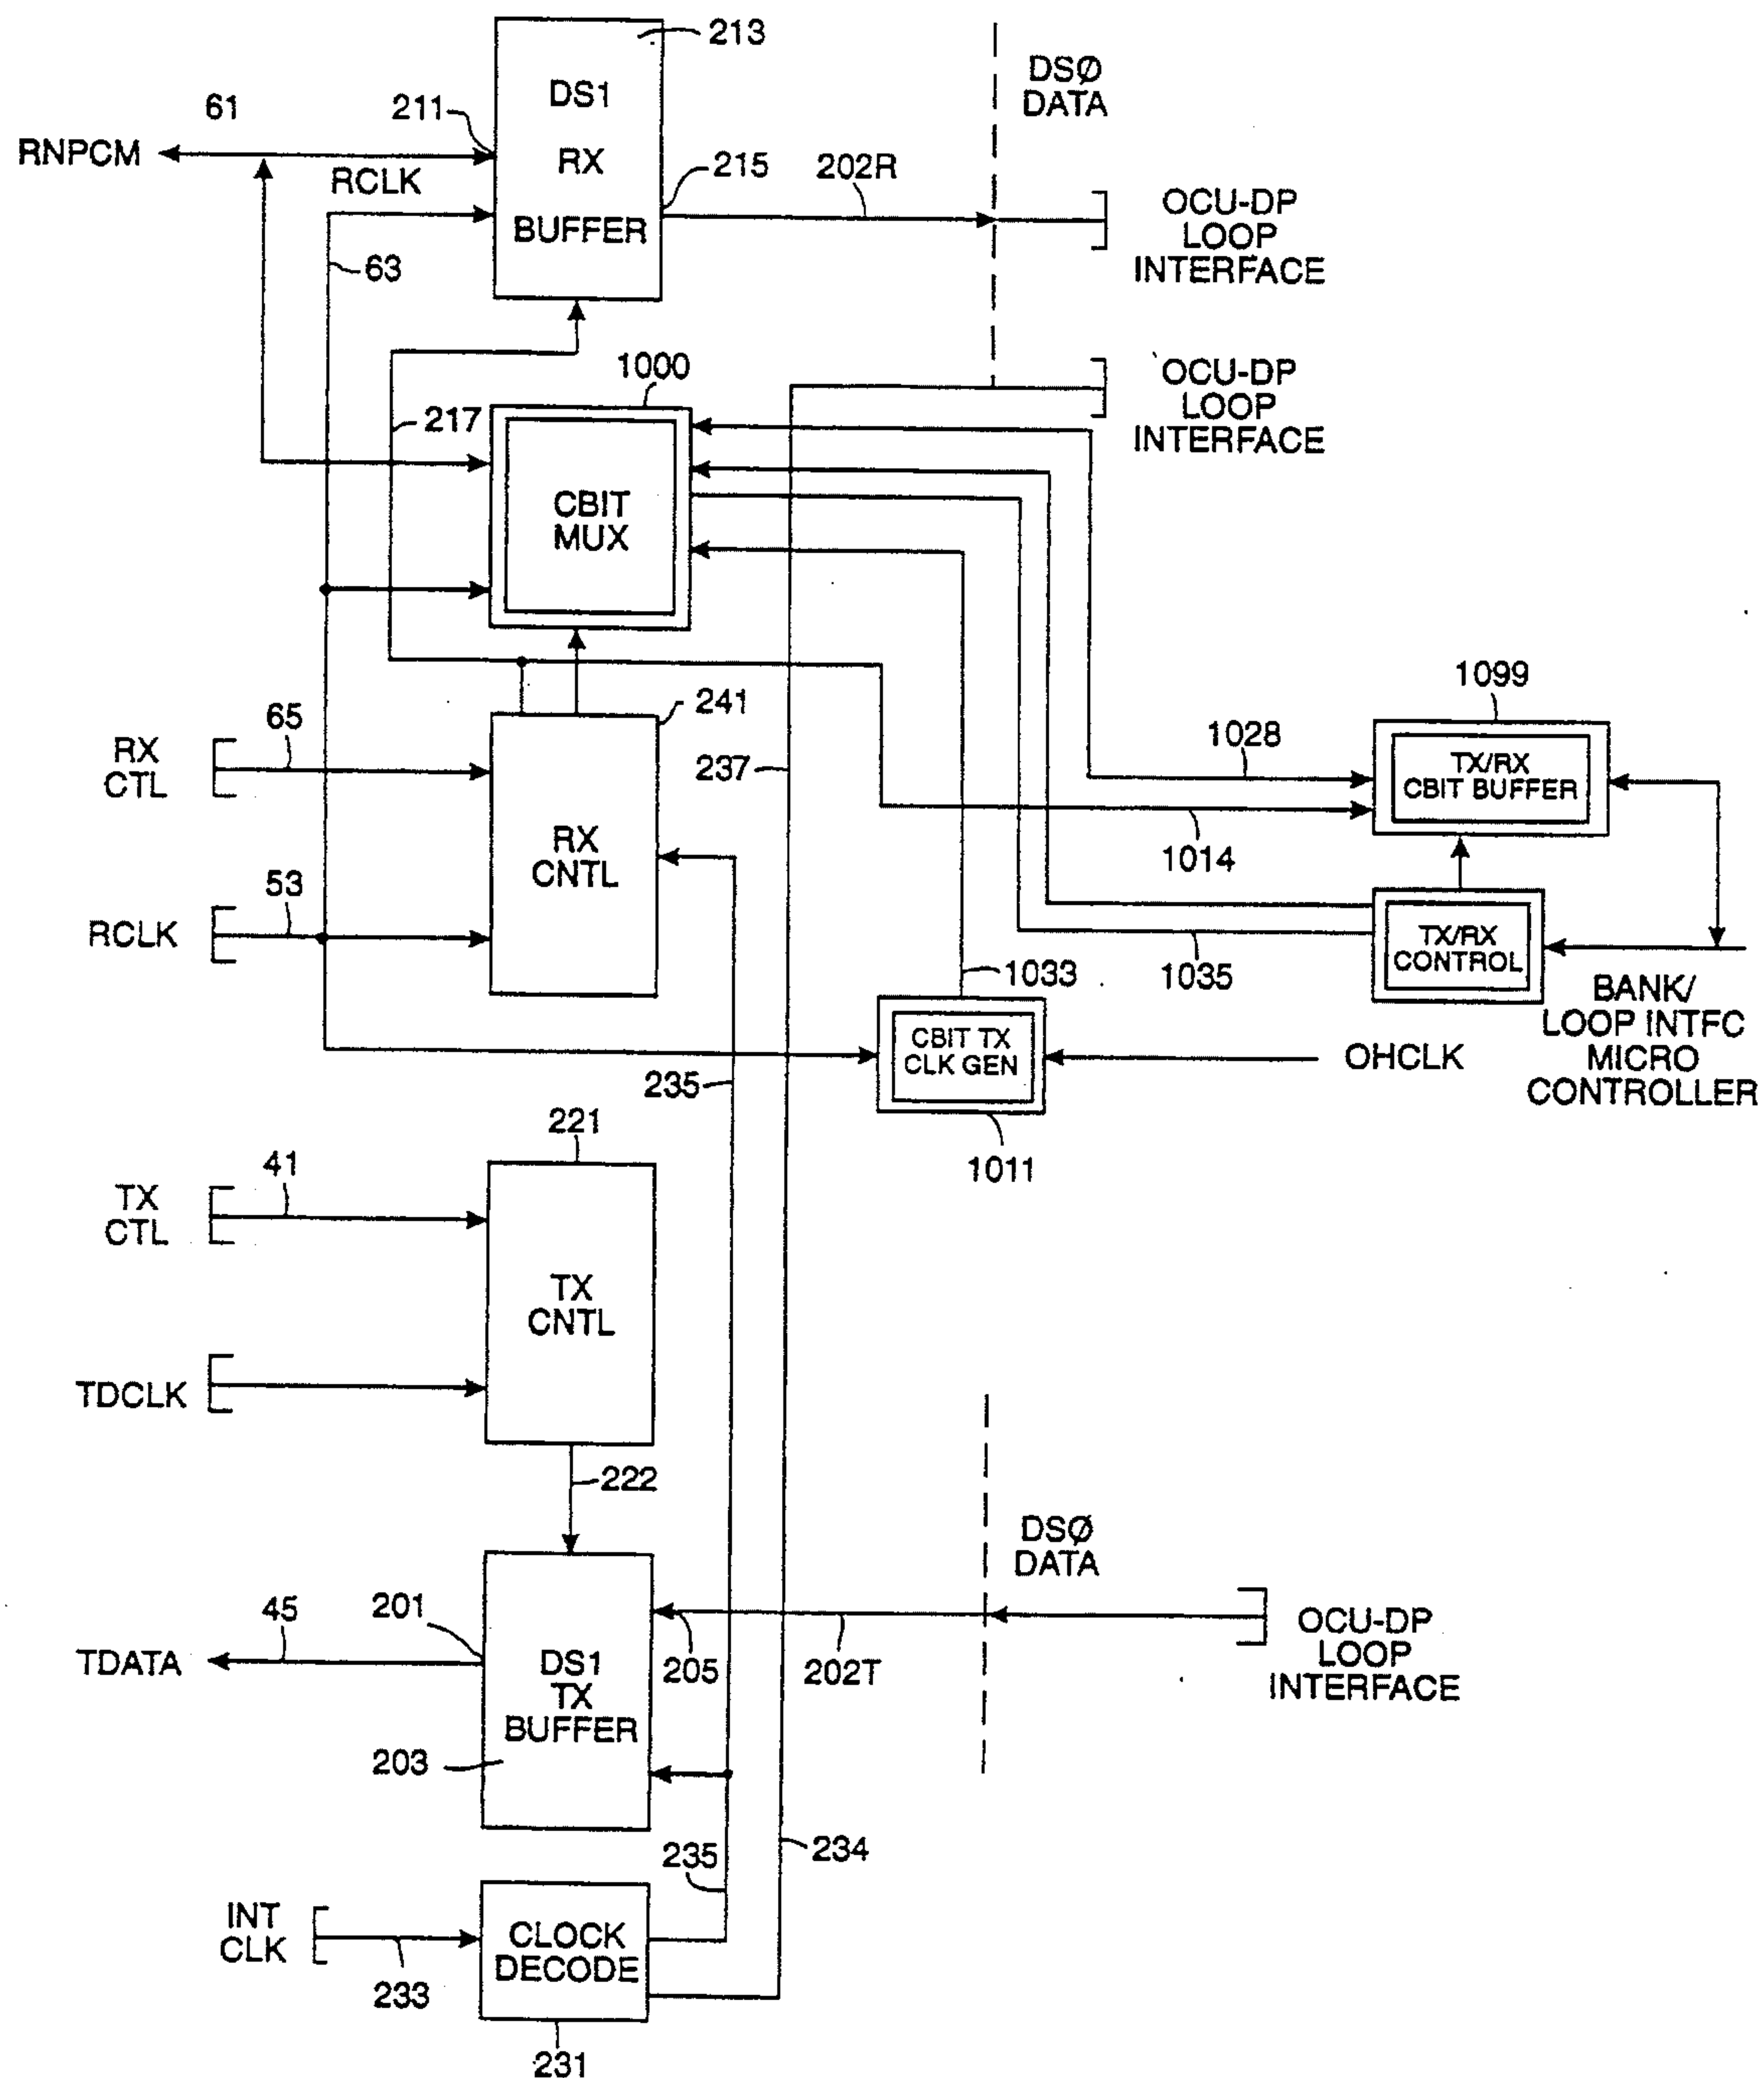 213
DS1
RX
BUFFER
61
211
RNPCM
RCLK
215
202R
63
DSØ
DATA
OCU-DP
LOOP
INTERFACE
1000
217
CBIT
MUX
OCU-DP
LOOP
INTERFACE
241
65
RX
CTL
237
RX
CNTL
53
RCLK
1028
1099
TX/RX
CBIT BUFFER
1014
TX/RX
CONTROL
1035
1033
BANK/
LOOP INTFC
MICRO
CONTROLLER
CBIT TX
CLK GEN
OHCLK
235
1011
221
41
TX
CTL
TX
CNTL
TDCLK
222
DSØ
DATA
201
45
TDATA
DS1
TX
BUFFER
205
202T
OCU-DP
LOOP
INTERFACE
203
235
234
INT
CLK
CLOCK
DECODE
233
231